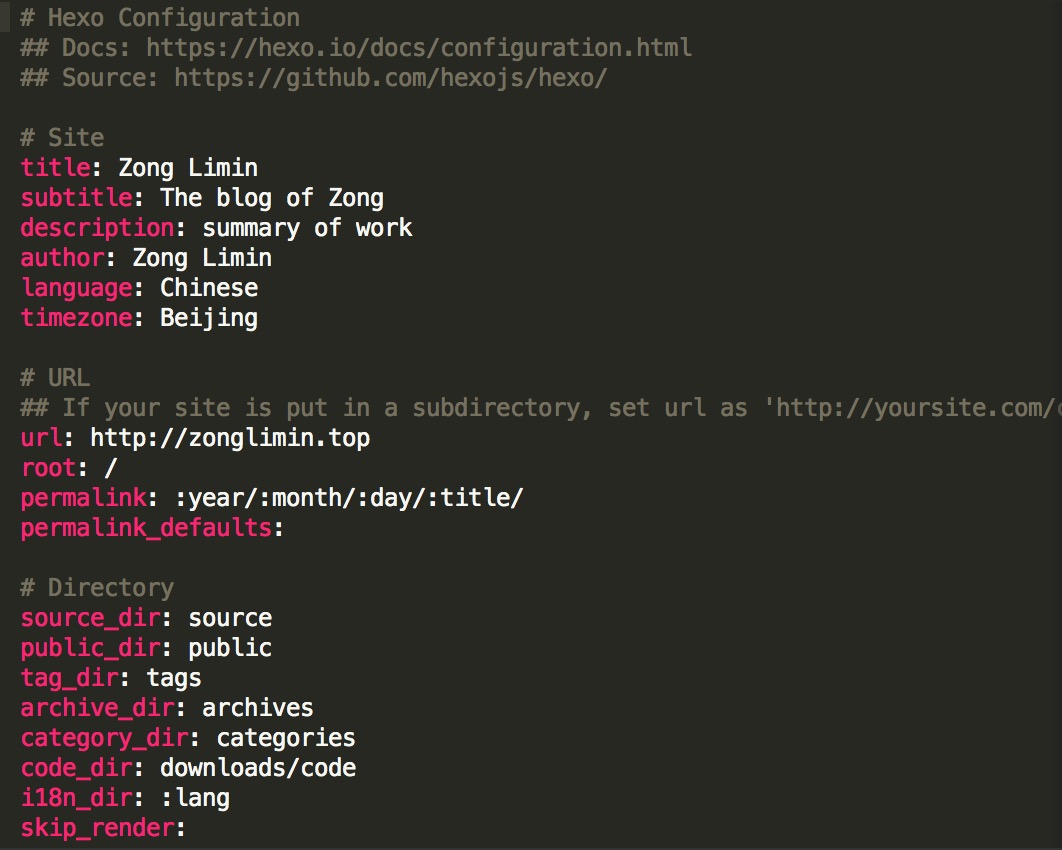 # Hexo Configuration
## Docs: https://hexo.io/docs/configuration.html
## Source: https://github.com/hexojs/hexo/
# Site
title: Zong Limin
subtitle: The blog of Zong
description: summary of work
author: Zong Limin
language: Chinese
timezone: Beijing
# URL
## If your site is put in a subdirectory, set url as 'http://yoursite.com/
url: http://zonglimin.top
root: /
permalink: :year/:month/:day/:title/
permalink_defaults:
# Directory
source_dir: source
public_dir: public
tag_dir: tags
archive_dir: archives
category_dir: categories
code_dir: downloads/code
i18n_dir: :lang
skip_render: